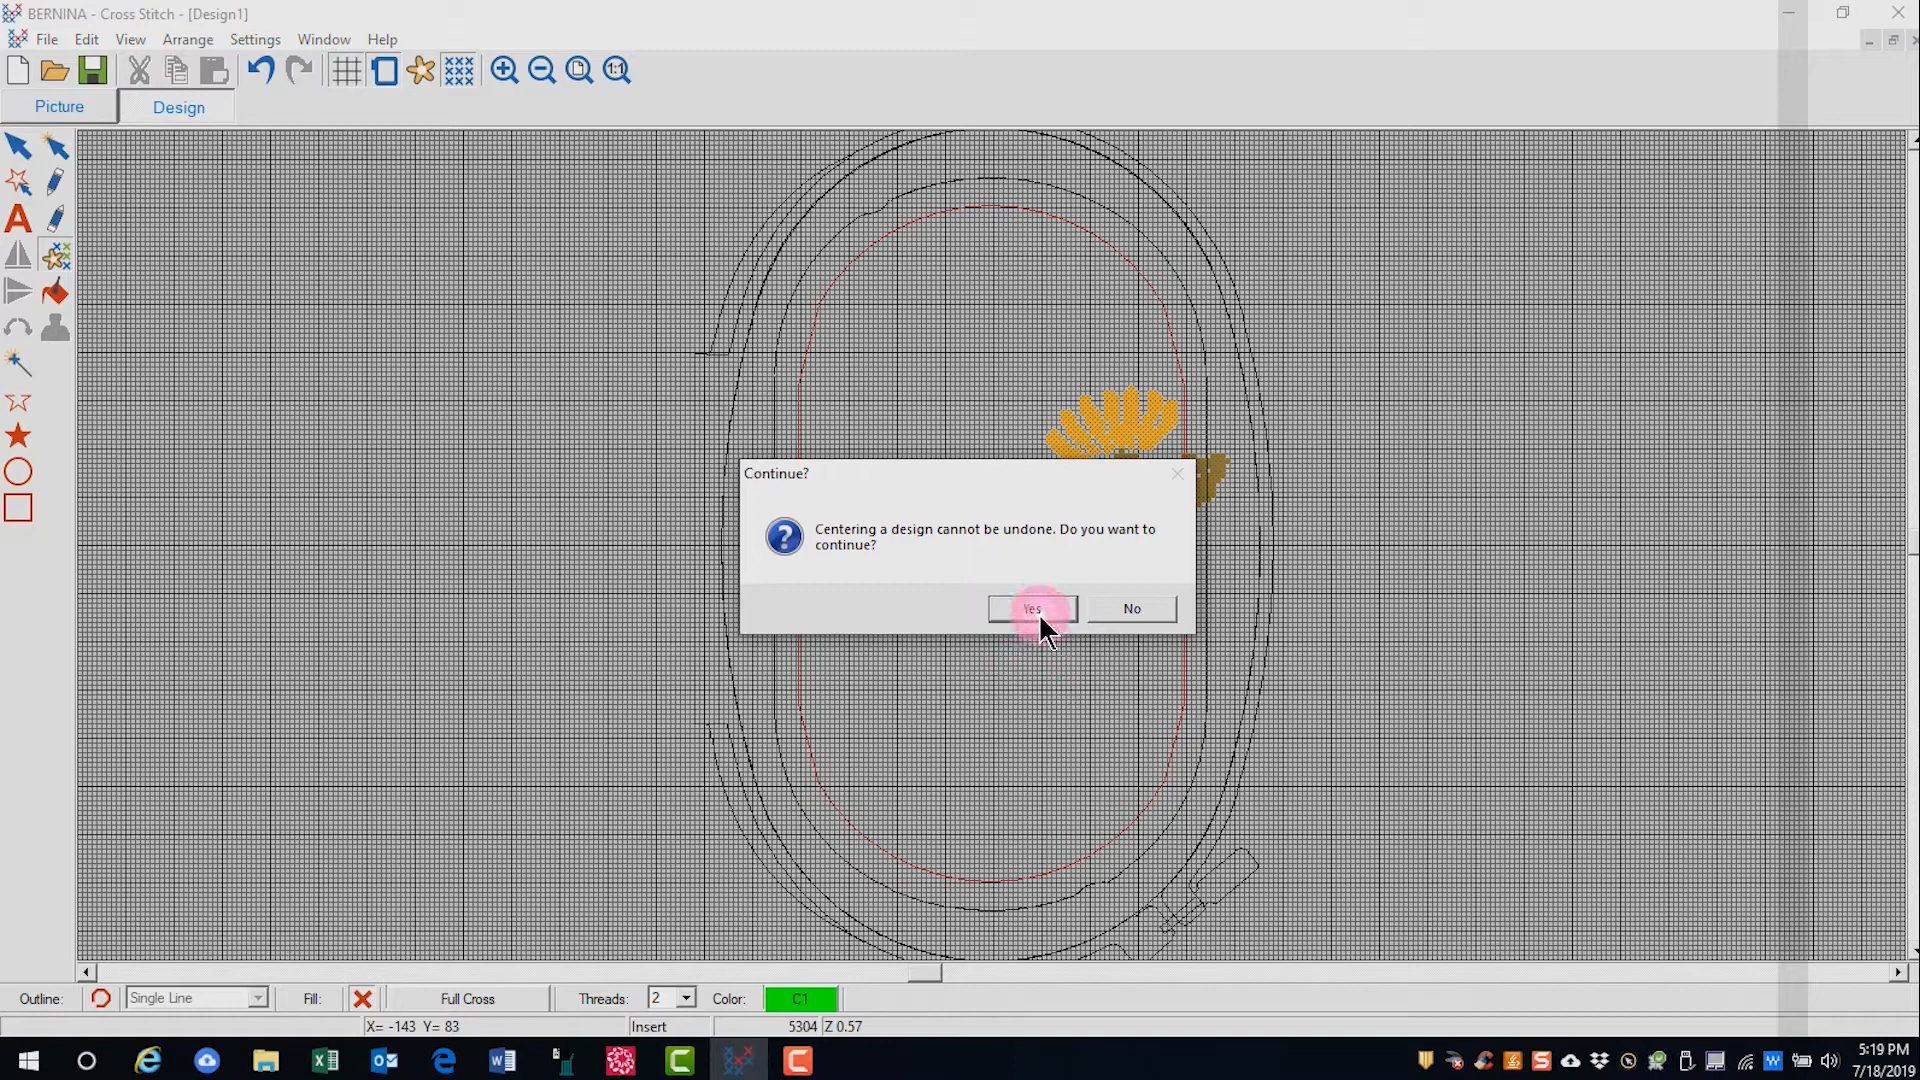 BERNINA - Cross Stitch - [Design1]
File Edit View Arrange Settings Window Help
1:1
Picture Design
A
Continue?
Centering a design cannot be undone. Do you want to
continue?
Yes No
Outline: Single Line Fill: Full Cross Threads: 2 Color: C1
X= -143 Y= 83 Insert 5304 Z 0.57
5:19 PM
7/18/2019